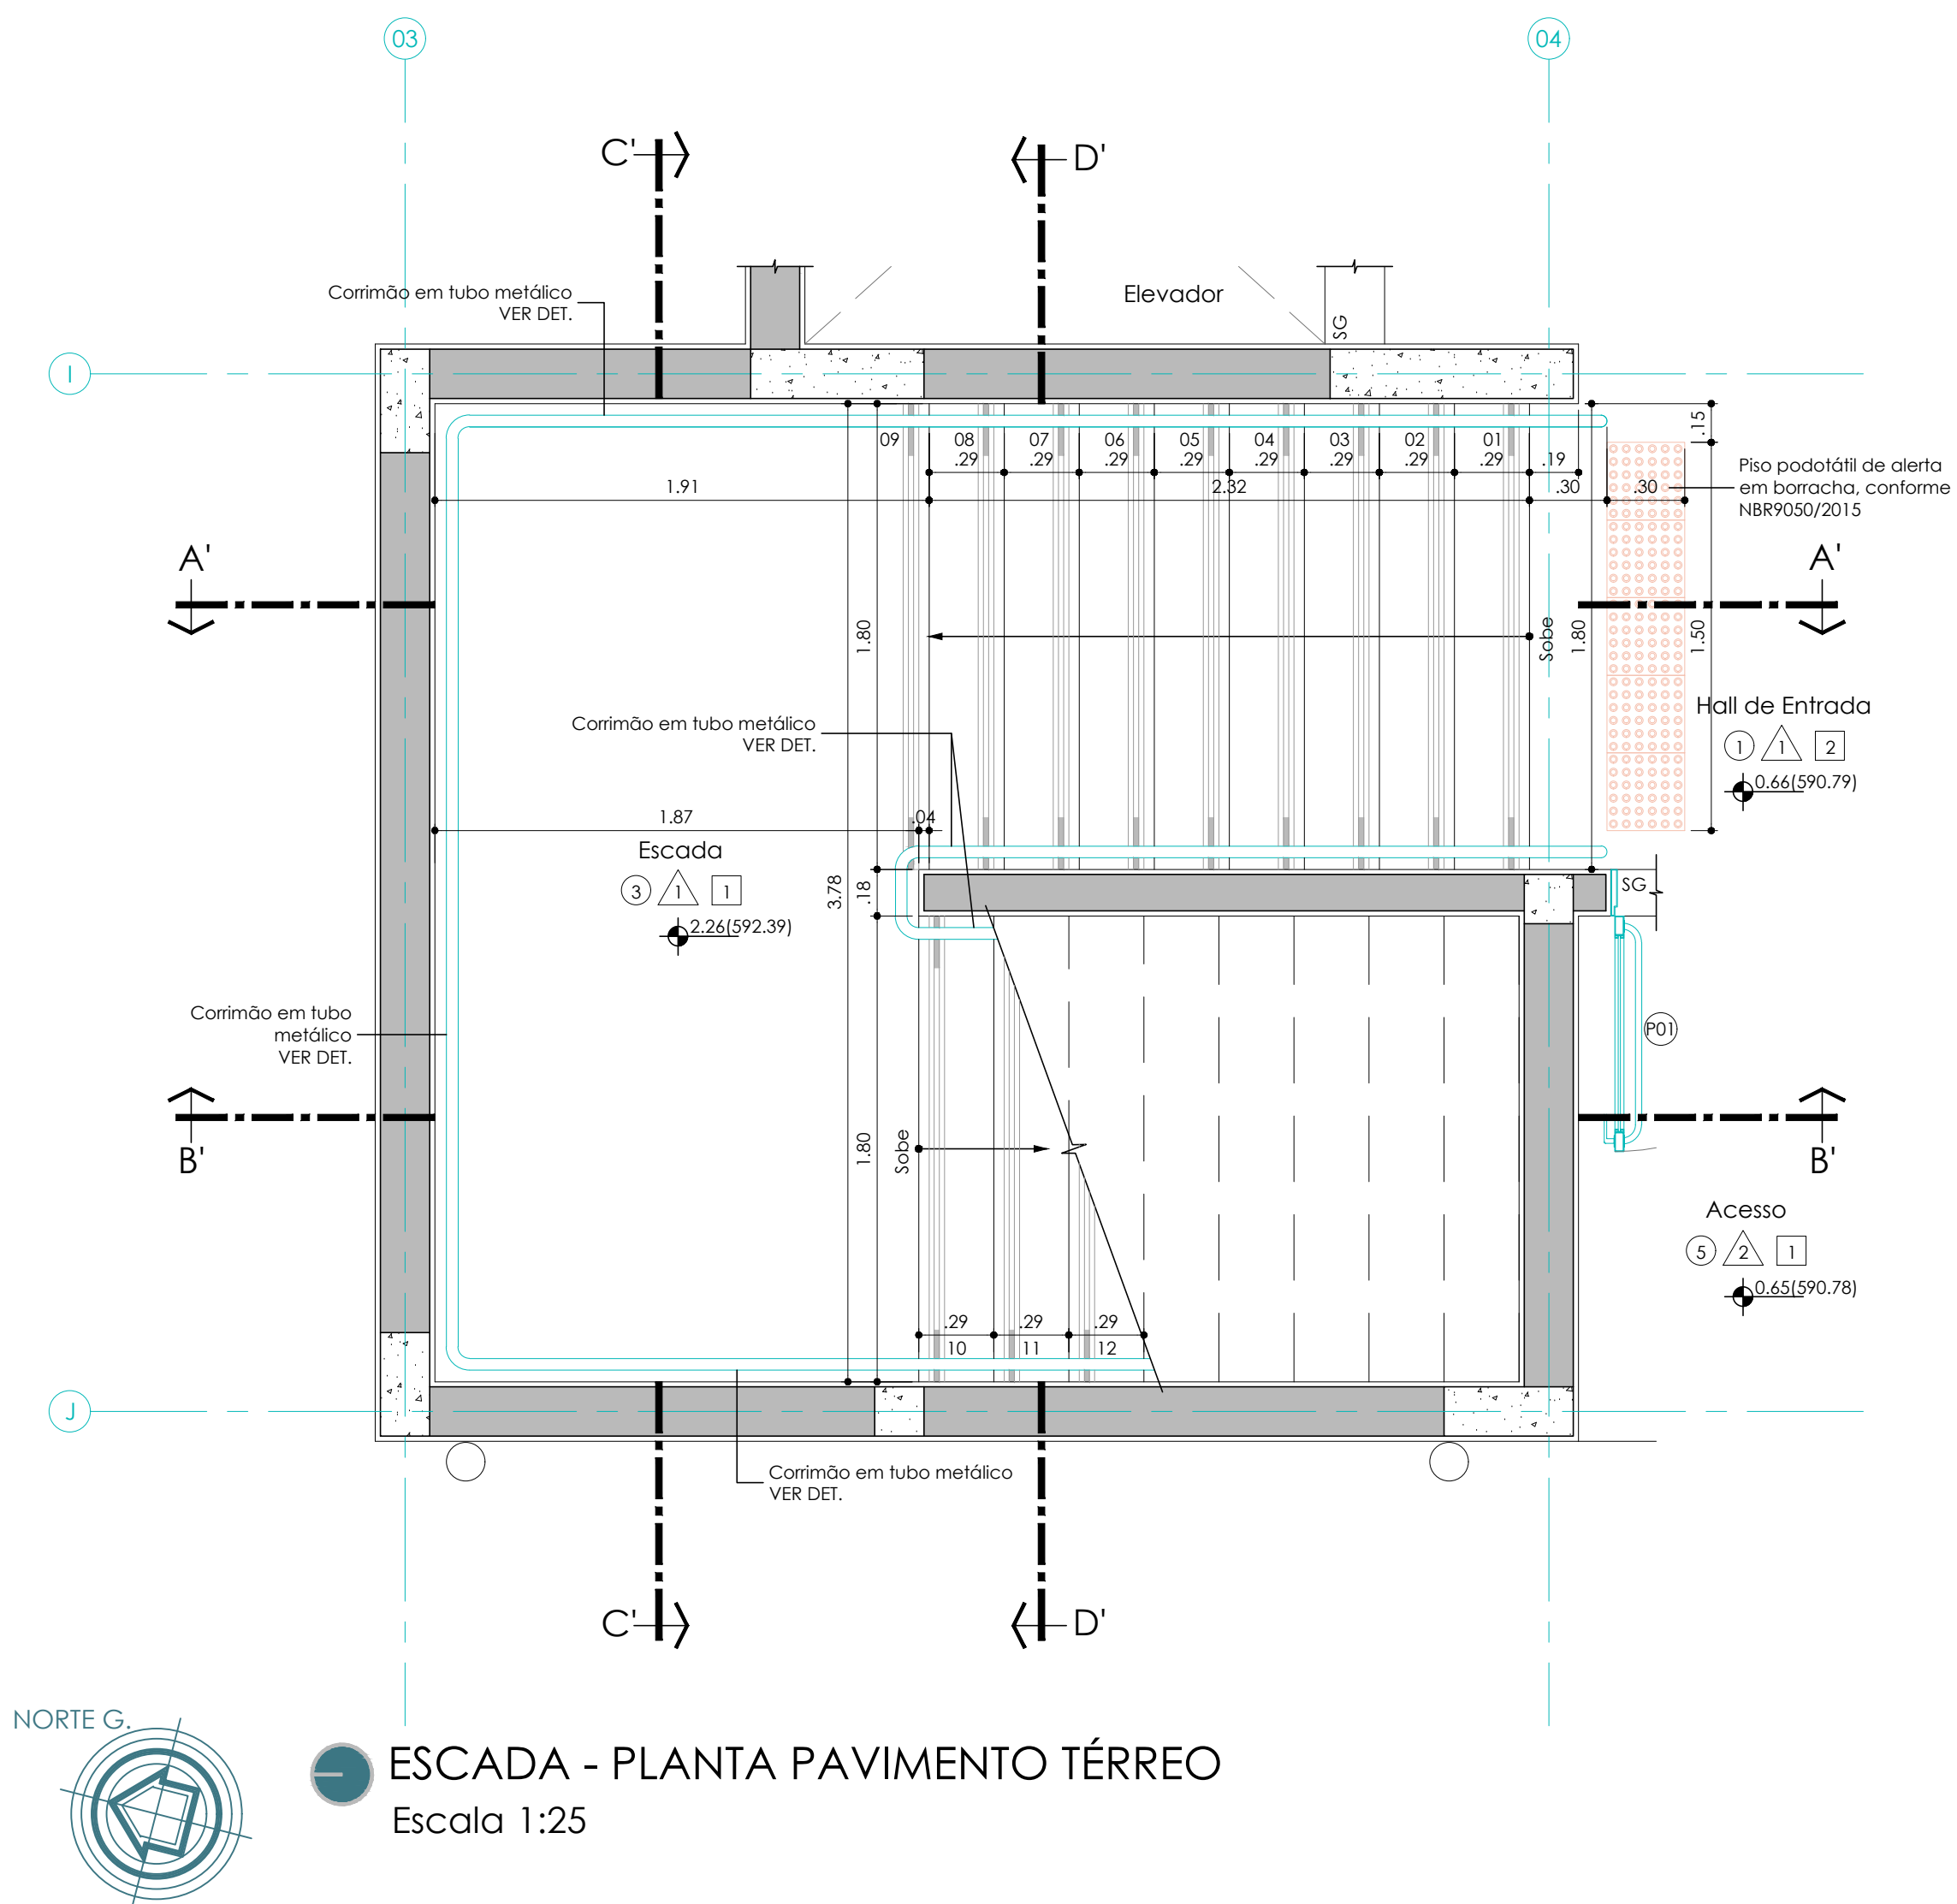 03
04
C'
D'
Corrimão em tubo metálico
VER DET.
Elevador
SG
I
09
08
07
06
05
04
03
02
01
.29
.29
.29
.29
.29
.29
.29
.29
.19
.15
1.91
2.32
.30
.30
Piso podotátil de alerta
em borracha, conforme
NBR9050/2015
A'
A'
1.80
Sobe
1.80
1.50
Corrimão em tubo metálico
VER DET.
Hall de Entrada
1
1
2
0.66(590.79)
1.87
.04
Escada
3
1
1
2.26(592.39)
3.78
.18
SG
Corrimão em tubo
metálico
VER DET.
P01
1.80
Sobe
B'
B'
Acesso
5
2
1
0.65(590.78)
.29
.29
.29
10
11
12
J
Corrimão em tubo metálico
VER DET.
C'
D'
NORTE G.
ESCADA - PLANTA PAVIMENTO TÉRREO
Escala 1:25